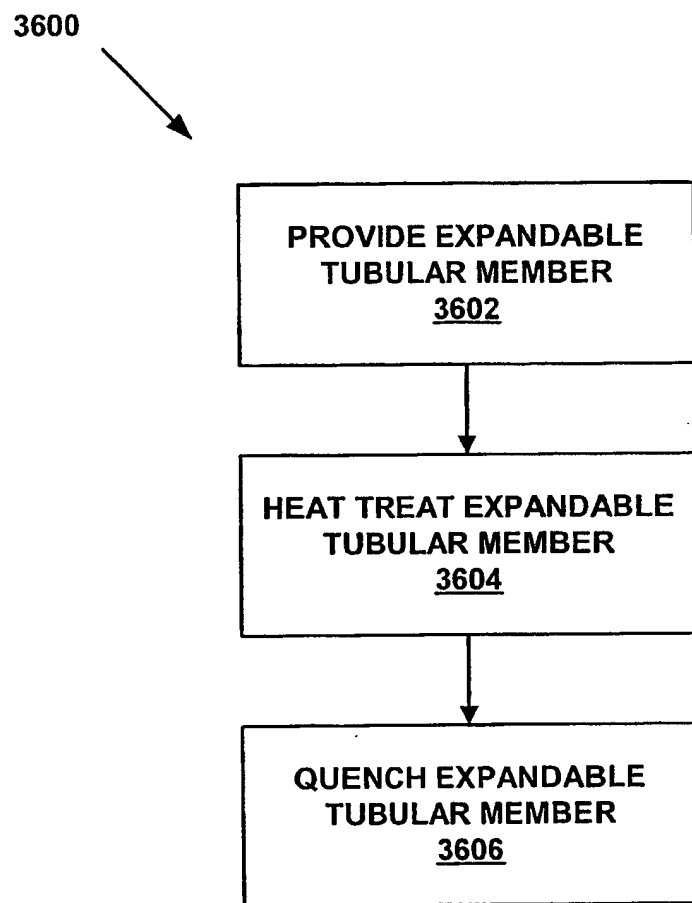 3600
PROVIDE EXPANDABLE
TUBULAR MEMBER
3602
HEAT TREAT EXPANDABLE
TUBULAR MEMBER
3604
QUENCH EXPANDABLE
TUBULAR MEMBER
3606